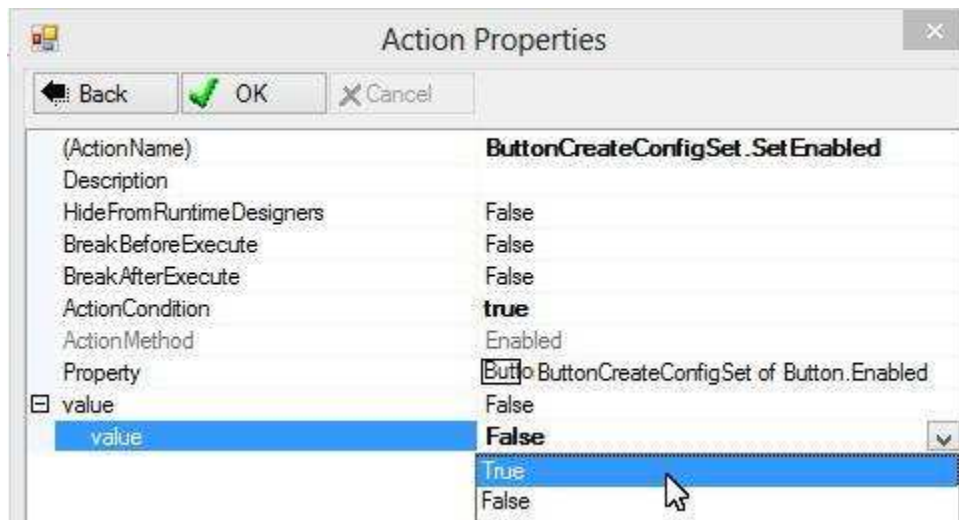 Action Properties
Back OK Cancel
(ActionName) ButtonCreateConfigSet.SetEnabled
Description
HideFromRuntimeDesigners False
BreakBeforeExecute False
BreakAfterExecute False
ActionCondition true
ActionMethod Enabled
Property Butto ButtonCreateConfigSet of Button.Enabled
value False
value False
True
False